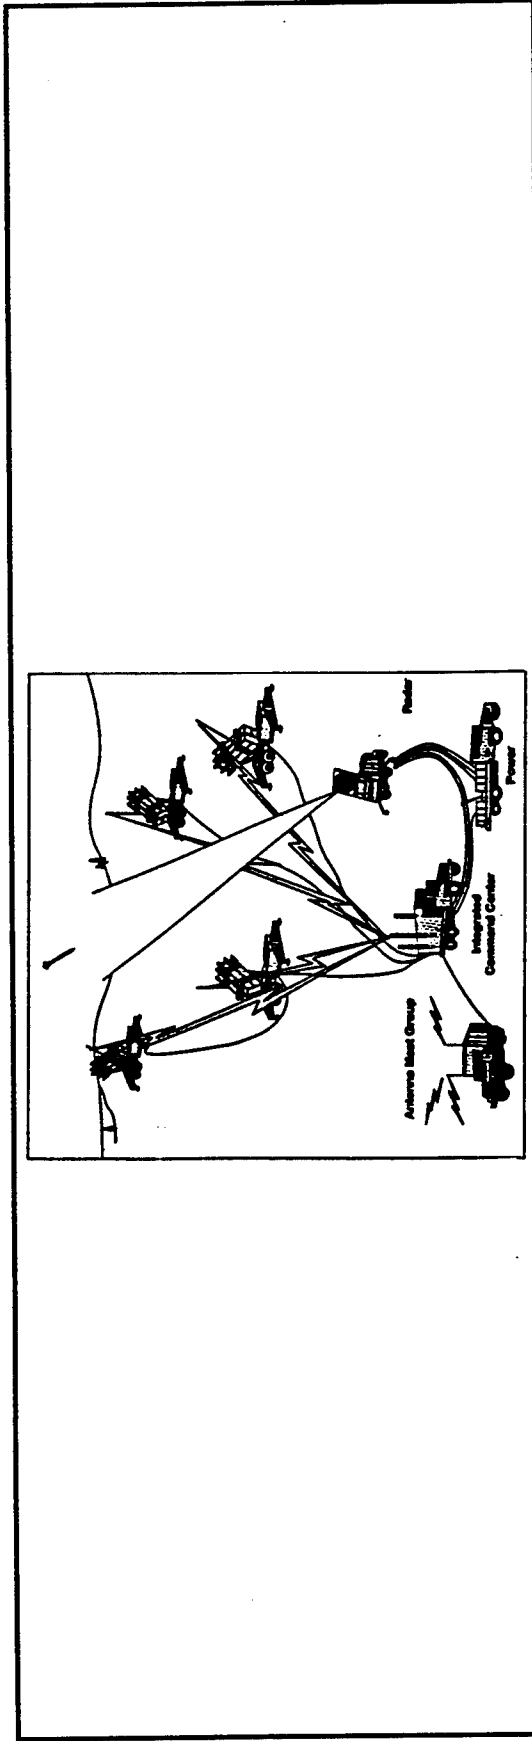 Antenna Mast Group
Integrated
Command Center
Radar
Power